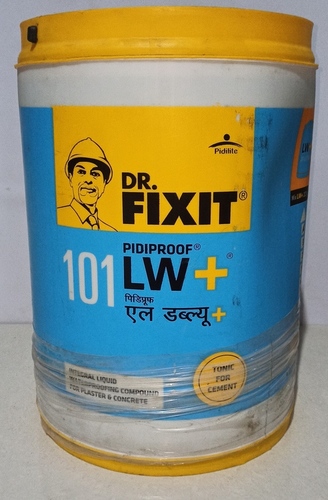 Pidilite
DR.
FIXIT®
PIDIPROOF®
101 LW+®
पिडिप्रूफ
एल डब्ल्यू+
INTEGRAL LIQUID
WATERPROOFING COMPOUND
FOR PLASTER & CONCRETE
TONIC
FOR
CEMENT